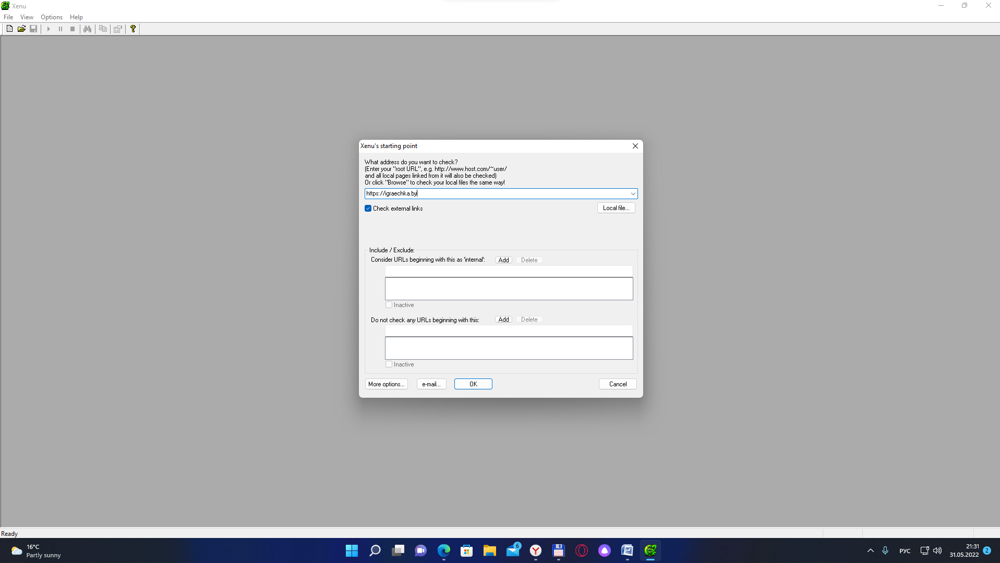 Xenu
File View Options Help
Xenu's starting point
What address do you want to check?
(Enter your "root URL", e.g. http://www.host.com/~user/
and all local pages linked from it will also be checked)
Or click "Browse" to check your local files the same way!
https://igraechka.by
Check external links Local file...
Include / Exclude:
Consider URLs beginning with this as 'internal': Add Delete
Inactive
Do not check any URLs beginning with this: Add Delete
Inactive
More options... e-mail... OK Cancel
Ready
16°C
Partly sunny
6
РУС
21:31
31.05.2022
2